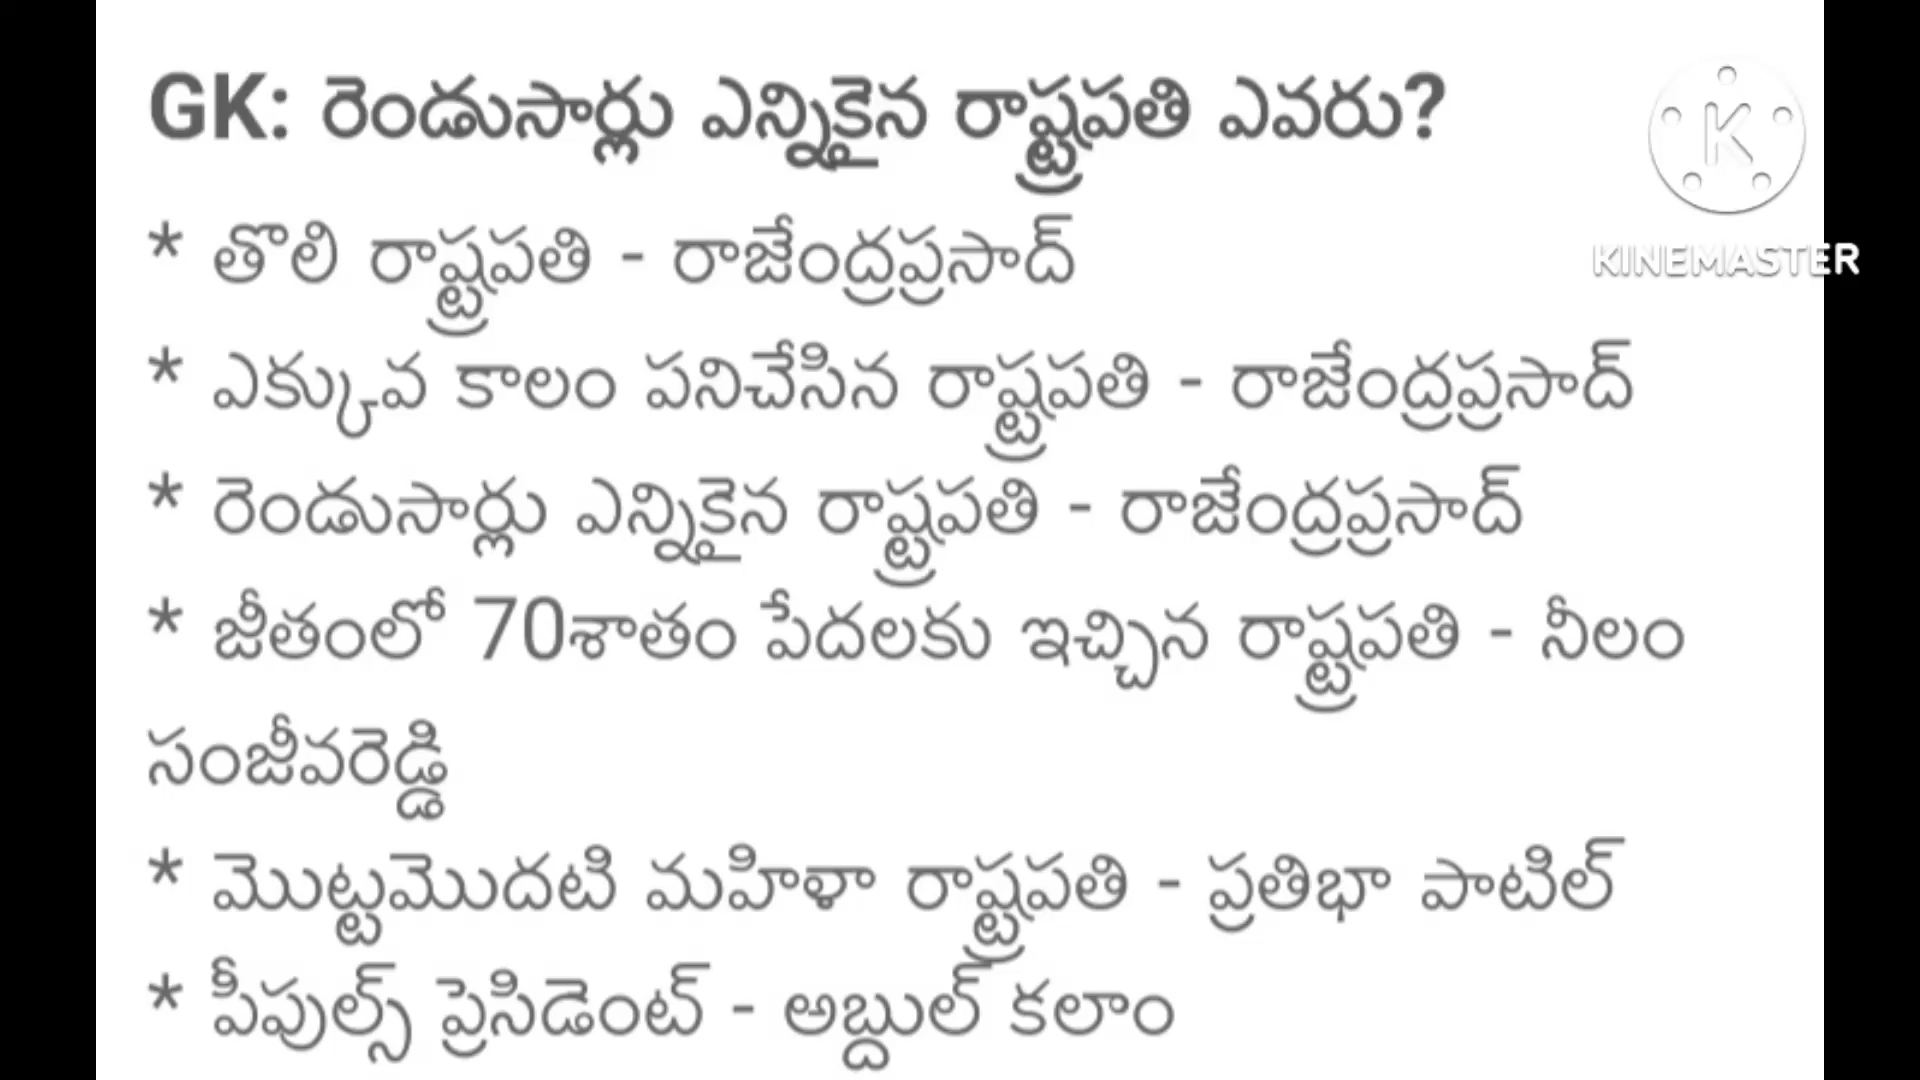 GK: రెండుసార్లు ఎన్నికైన రాష్ట్రపతి ఎవరు?
* తొలి రాష్ట్రపతి - రాజేంద్రప్రసాద్
* ఎక్కువ కాలం పనిచేసిన రాష్ట్రపతి - రాజేంద్రప్రసాద్
* రెండుసార్లు ఎన్నికైన రాష్ట్రపతి - రాజేంద్రప్రసాద్
* జీతంలో 70శాతం పేదలకు ఇచ్చిన రాష్ట్రపతి - నీలం
సంజీవరెడ్డి
* మొట్టమొదటి మహిళా రాష్ట్రపతి - ప్రతిభా పాటిల్
* పీపుల్స్ ప్రెసిడెంట్ - అబ్దుల్ కలాం
K
KINEMASTER